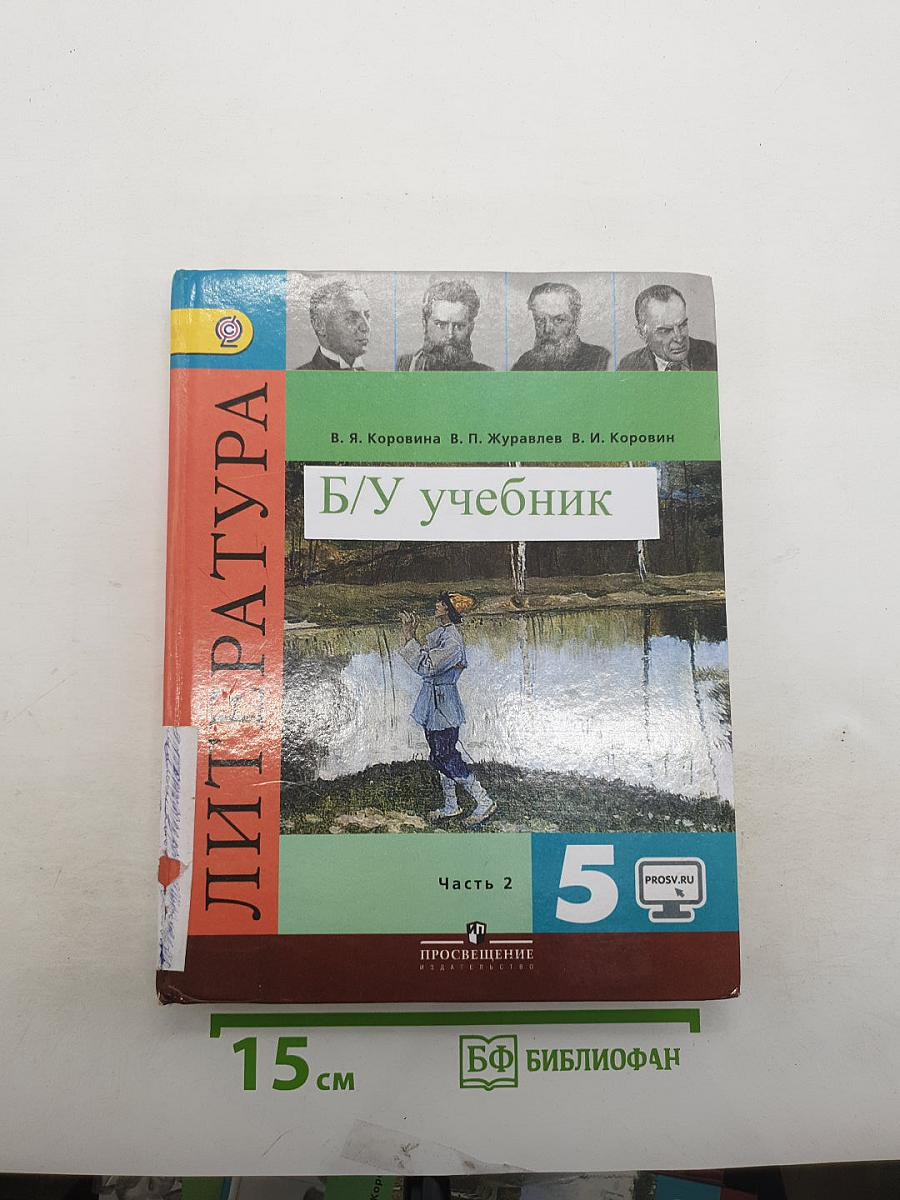 В. Я. Коровина В. П. Журавлев В. И. Коровин
Б/У учебник
ЛИТЕРАТУРА
Часть 2
5
PROSV.RU
ПРОСВЕЩЕНИЕ
ИЗДАТЕЛЬСТВО
15 см
БФ БИБЛИОФАН